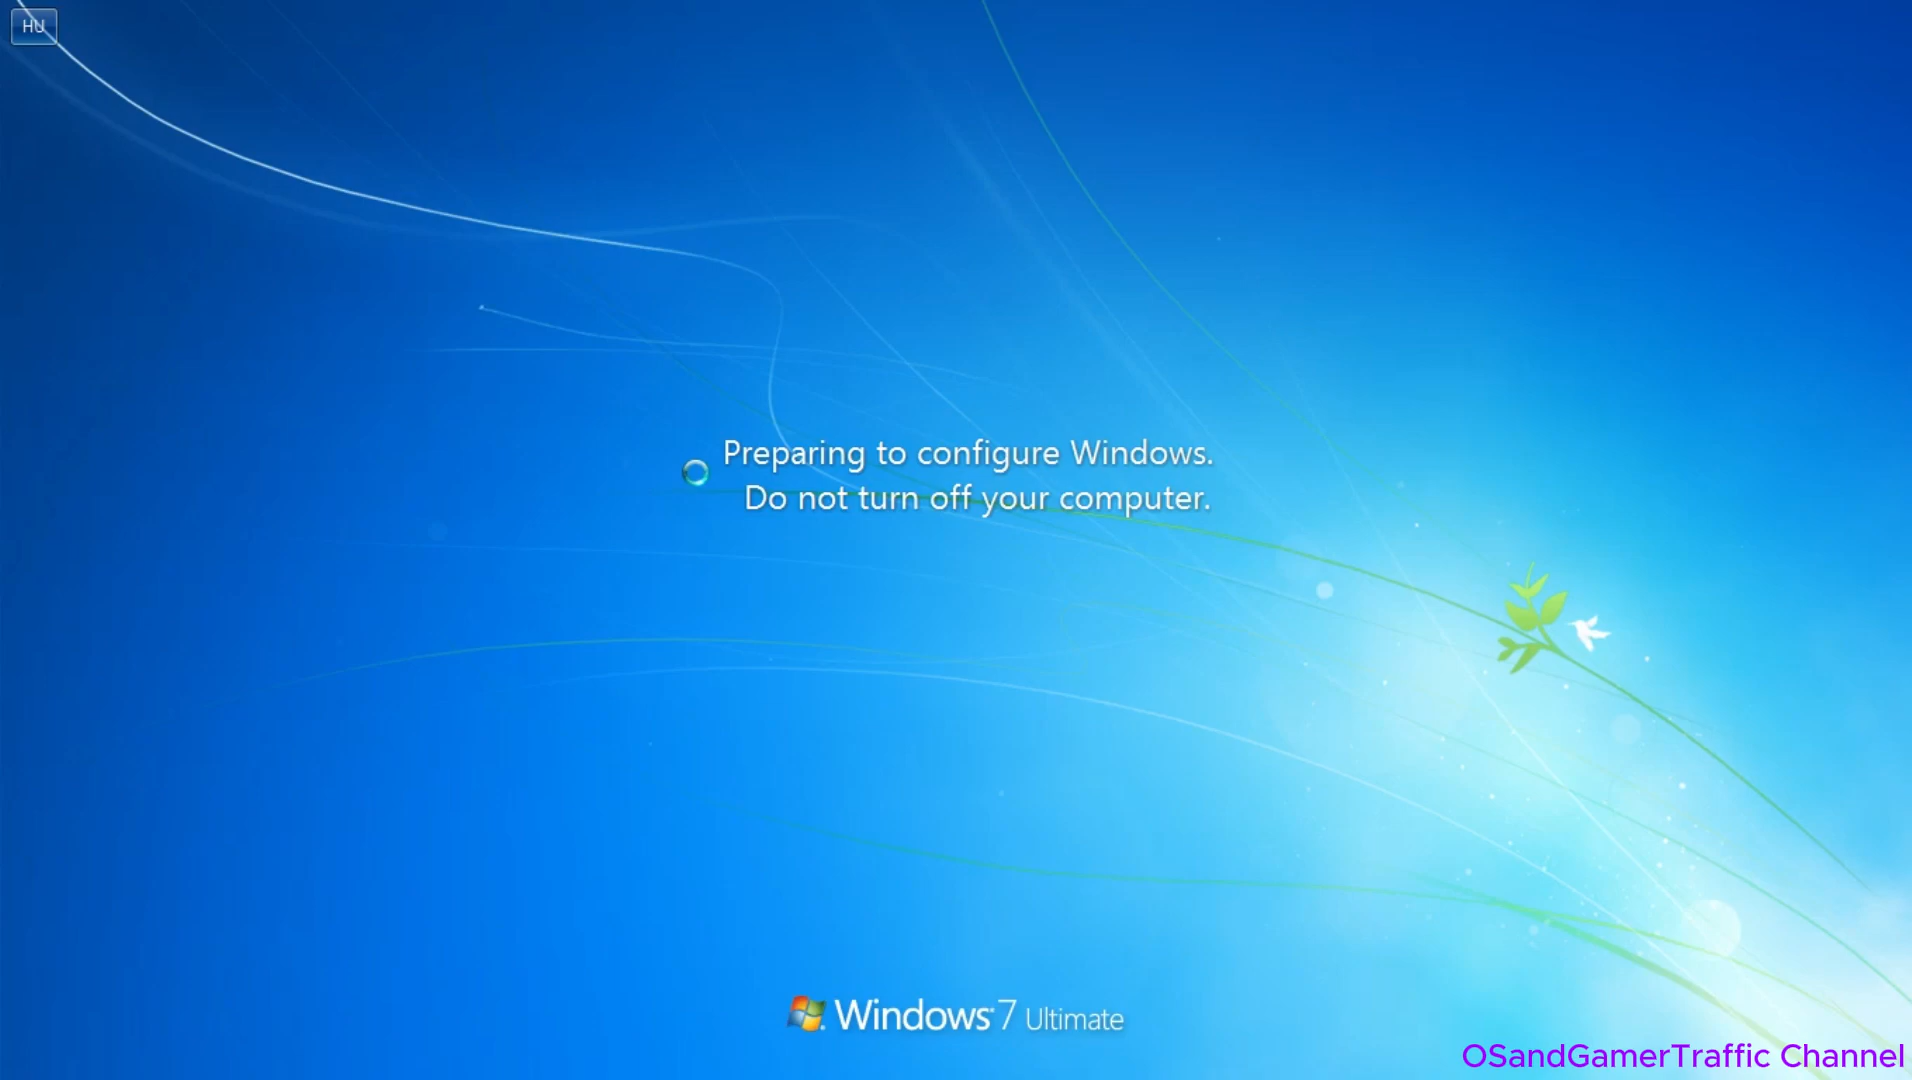 HU
Preparing to configure Windows.
Do not turn off your computer.
Windows 7 Ultimate
OSandGamerTraffic Channel